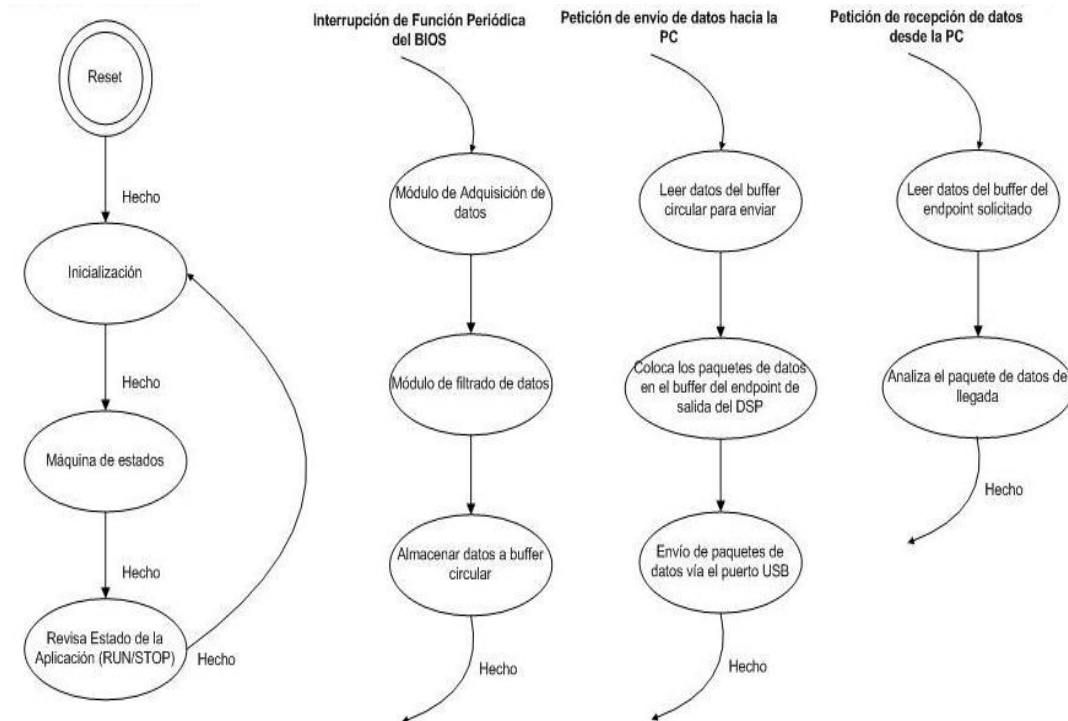 Reset
Hecho
Inicialización
Hecho
Máquina de estados
Hecho
Revisa Estado de la
Aplicación (RUN/STOP)
Hecho
Interrupción de Función Periódica
del BIOS
Módulo de Adquisición de
datos
Módulo de filtrado de datos
Almacenar datos a buffer
circular
Hecho
Petición de envío de datos hacia la
PC
Leer datos del buffer
circular para enviar
Coloca los paquetes de datos
en el buffer del endpoint de
salida del DSP
Envío de paquetes de
datos vía el puerto USB
Hecho
Petición de recepción de datos
desde la PC
Leer datos del buffer del
endpoint solicitado
Analiza el paquete de datos de
llegada
Hecho